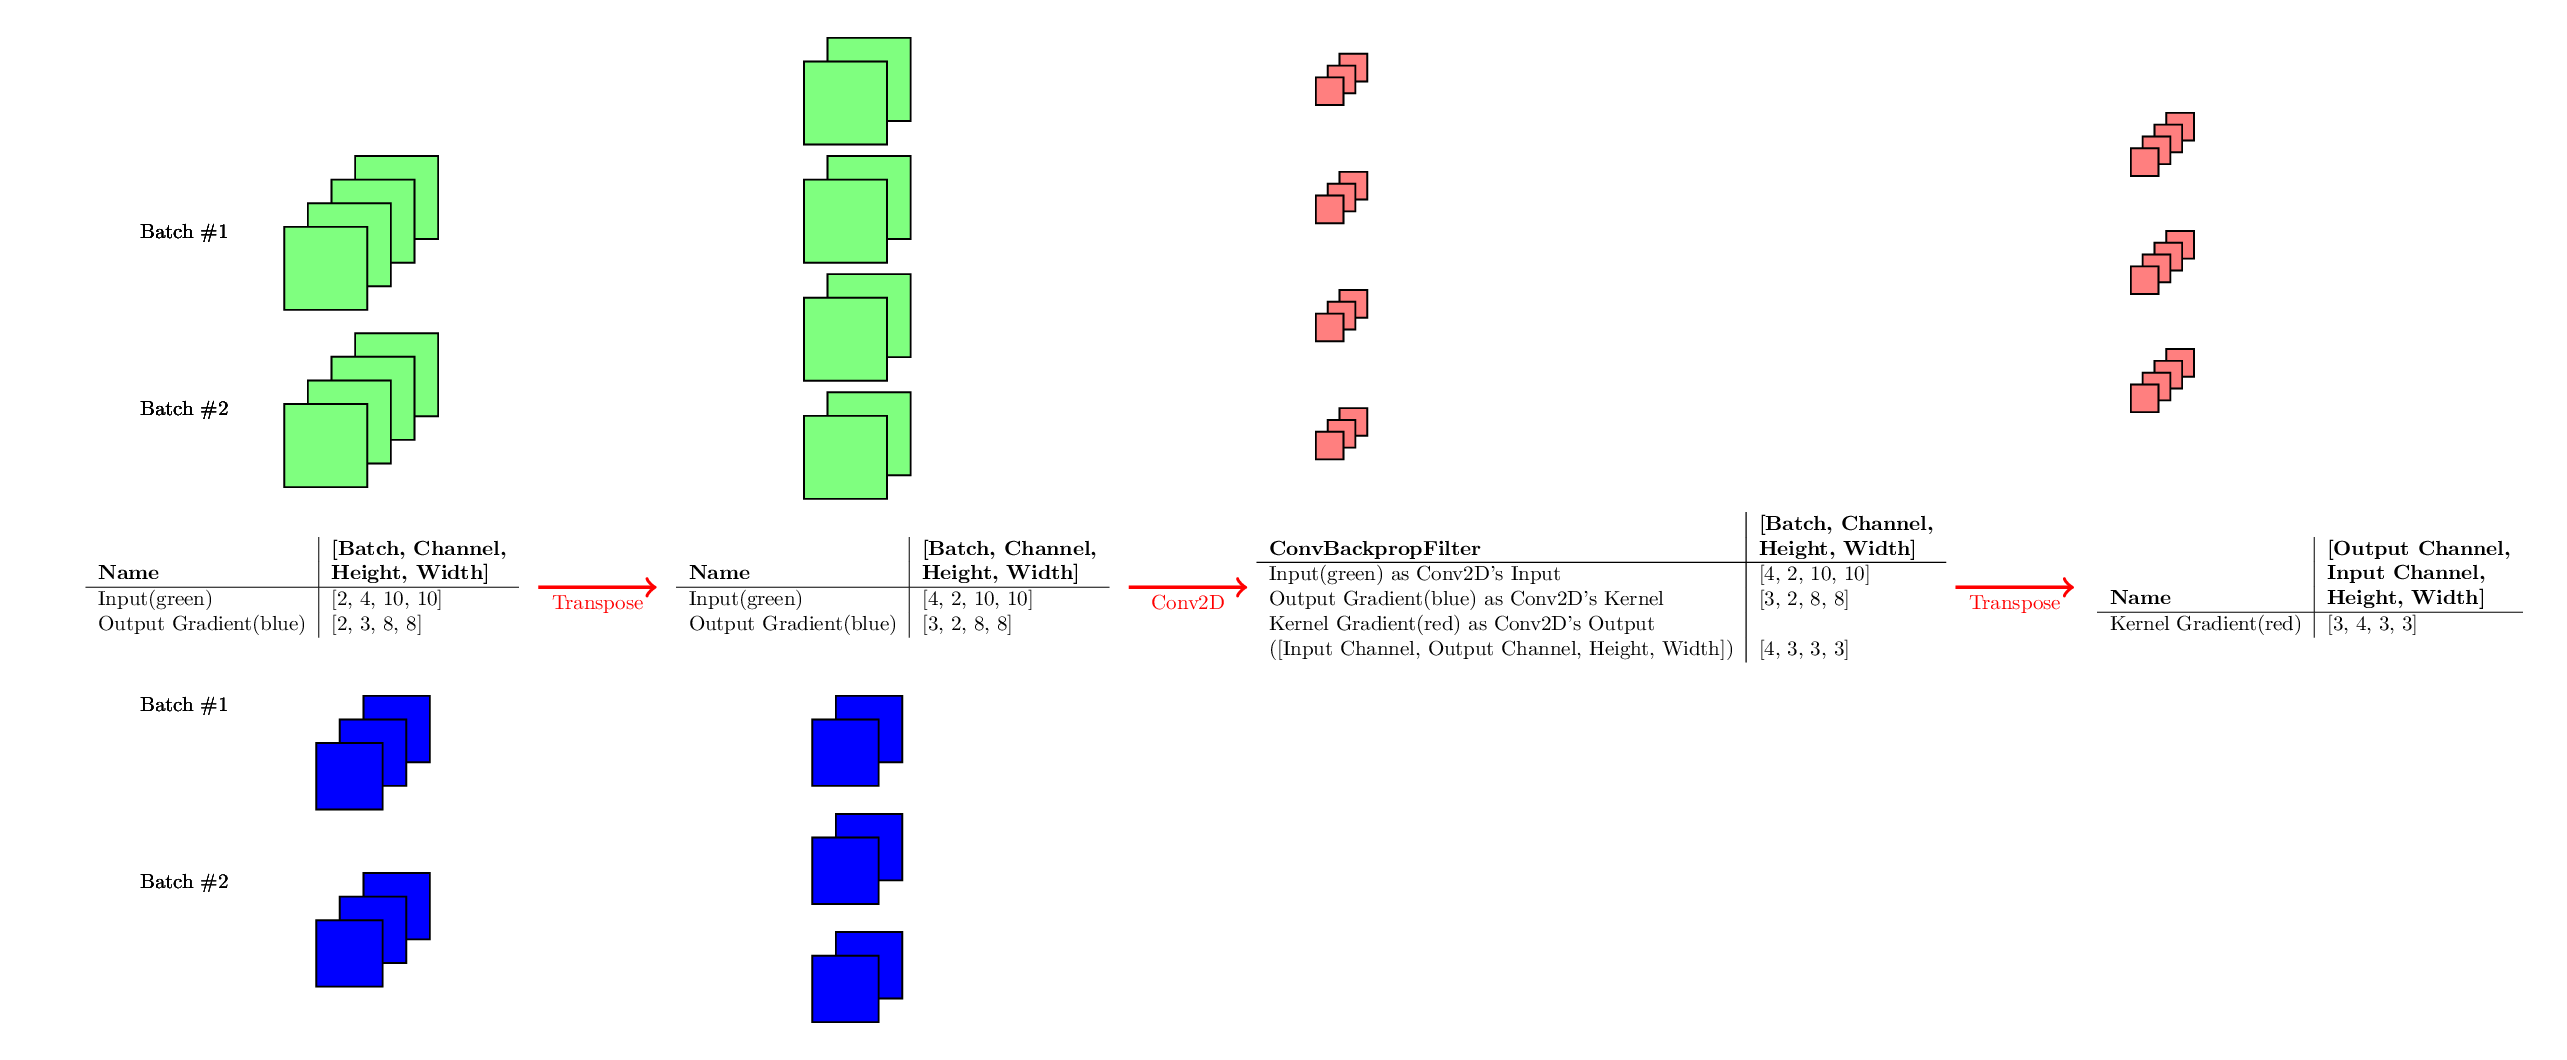 Batch #1
Batch #2
[Batch, Channel,
Name Height, Width]
Input(green) [2, 4, 10, 10]
Output Gradient(blue) [2, 3, 8, 8]
Batch #1
Batch #2
Transpose
[Batch, Channel,
Name Height, Width]
Input(green) [4, 2, 10, 10]
Output Gradient(blue) [3, 2, 8, 8]
Conv2D
[Batch, Channel,
ConvBackpropFilter Height, Width]
Input(green) as Conv2D's Input [4, 2, 10, 10]
Output Gradient(blue) as Conv2D's Kernel [3, 2, 8, 8]
Kernel Gradient(red) as Conv2D's Output
([Input Channel, Output Channel, Height, Width]) [4, 3, 3, 3]
Transpose
[Output Channel,
Input Channel,
Name Height, Width]
Kernel Gradient(red) [3, 4, 3, 3]